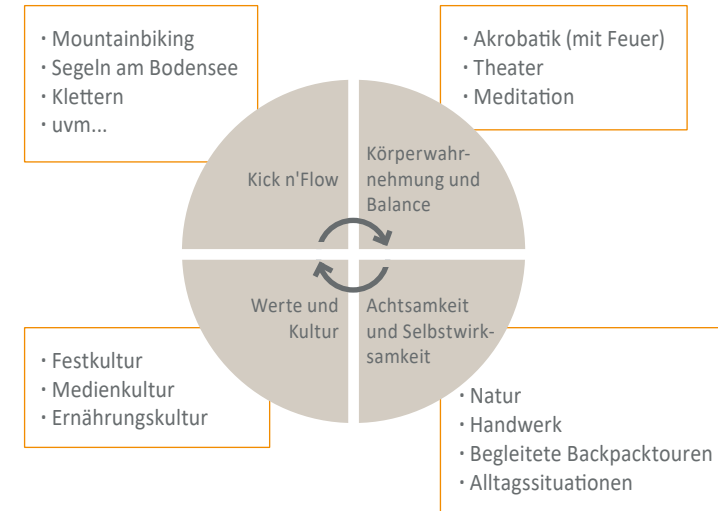 · Mountainbiking
· Segeln am Bodensee
· Klettern
· uvm...
· Akrobatik (mit Feuer)
· Theater
· Meditation
Kick n'Flow
Körperwahr-
nehmung und
Balance
Werte und
Kultur
Achtsamkeit
und Selbstwirk-
samkeit
· Festkultur
· Medienkultur
· Ernährungskultur
· Natur
· Handwerk
· Begleitete Backpacktouren
· Alltagssituationen